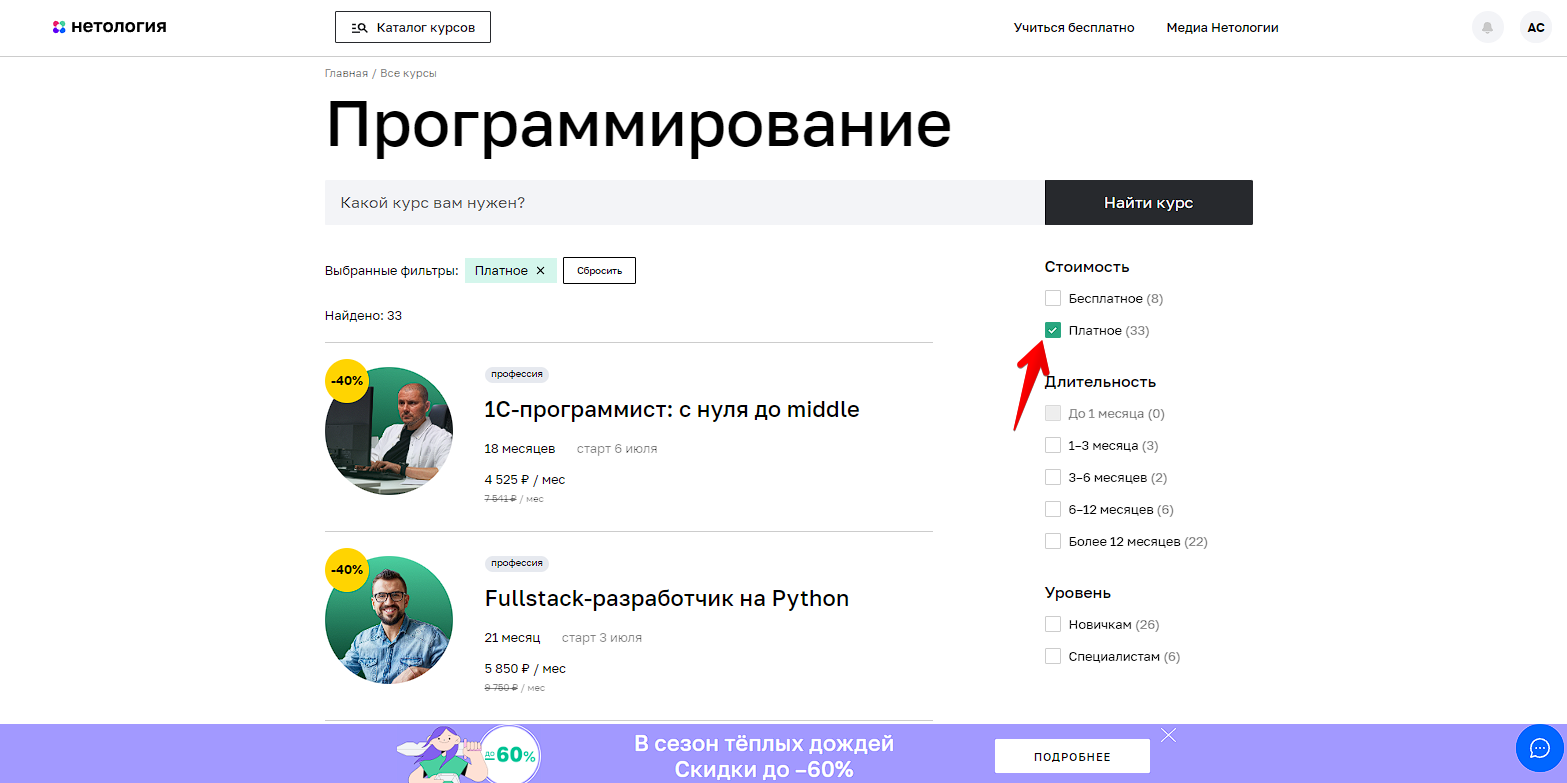 нетология
Каталог курсов
Учиться бесплатно
Медиа Нетологии
АС
Главная / Все курсы
Программирование
Какой курс вам нужен?
Найти курс
Выбранные фильтры: Платное × Сбросить
Найдено: 33
-40%
профессия
1С-программист: с нуля до middle
18 месяцев старт 6 июля
4 525 ₽ / мес
7 541 ₽ / мес
-40%
профессия
Fullstack-разработчик на Python
21 месяц старт 3 июля
5 850 ₽ / мес
9 750 ₽ / мес
Стоимость
Бесплатное (8)
Платное (33)
Длительность
До 1 месяца (0)
1–3 месяца (3)
3–6 месяцев (2)
6–12 месяцев (6)
Более 12 месяцев (22)
Уровень
Новичкам (26)
Специалистам (6)
до 60%
В сезон тёплых дождей
Скидки до –60%
ПОДРОБНЕЕ